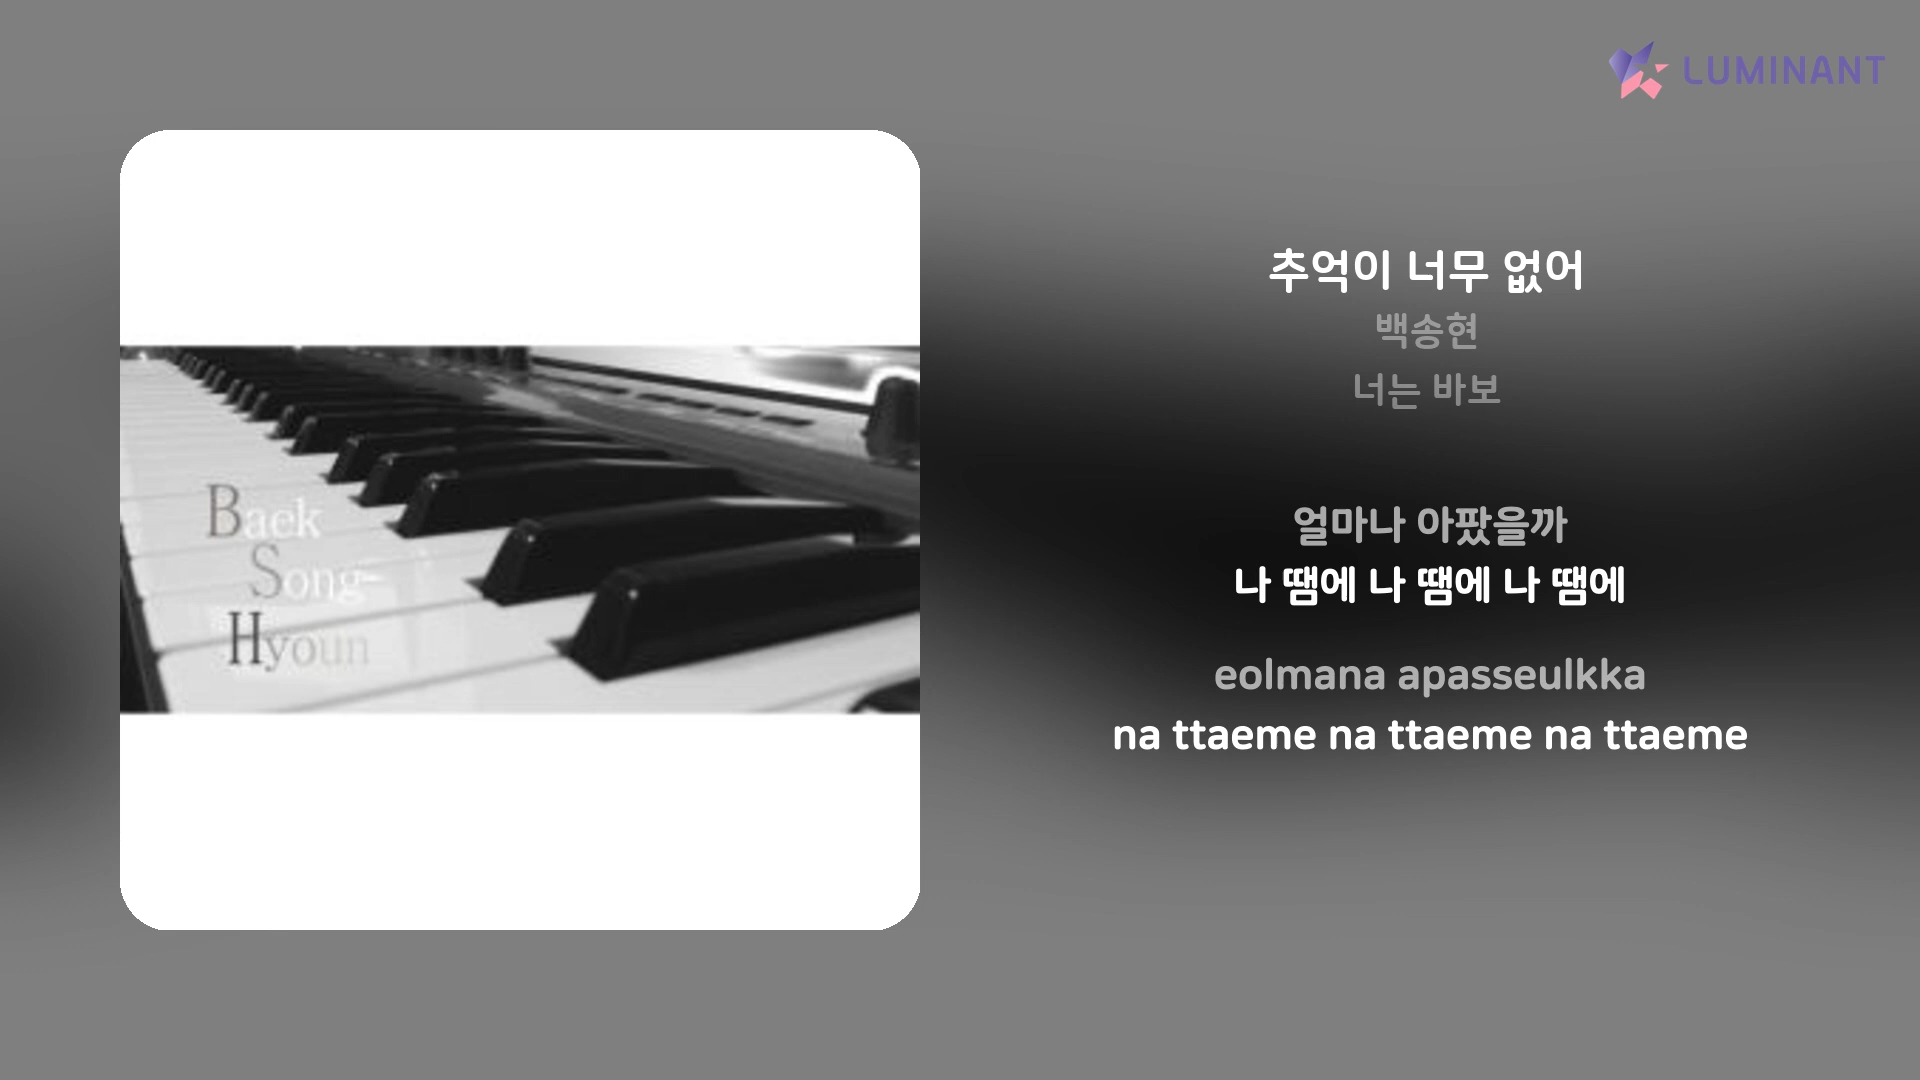 LUMINANT
Baek
Song
Hyoun
추억이 너무 없어
백송현
너는 바보
얼마나 아팠을까
나 땜에 나 땜에 나 땜에
eolmana apasseulkka
na ttaeme na ttaeme na ttaeme